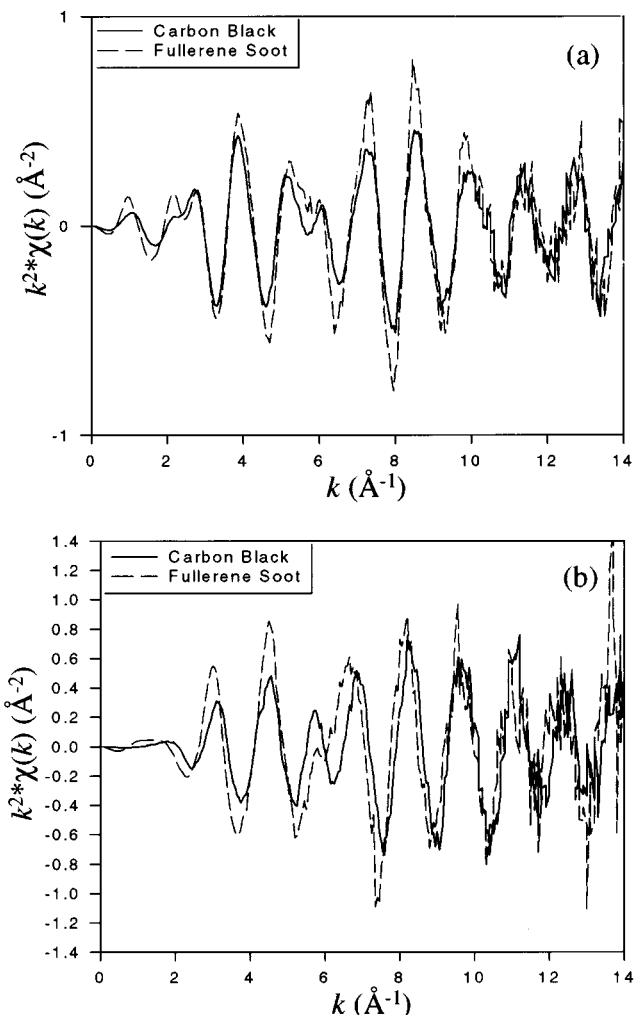 1
Carbon Black
Fullerene Soot
(a)
k²*χ(k) (Å⁻²)
0
-1
0 2 4 6 8 10 12 14
k (Å⁻¹)
1.4
Carbon Black
Fullerene Soot
(b)
1.2
1.0
0.8
0.6
0.4
0.2
k²*χ(k) (Å⁻²)
0.0
-0.2
-0.4
-0.6
-0.8
-1.0
-1.2
-1.4
0 2 4 6 8 10 12 14
k (Å⁻¹)